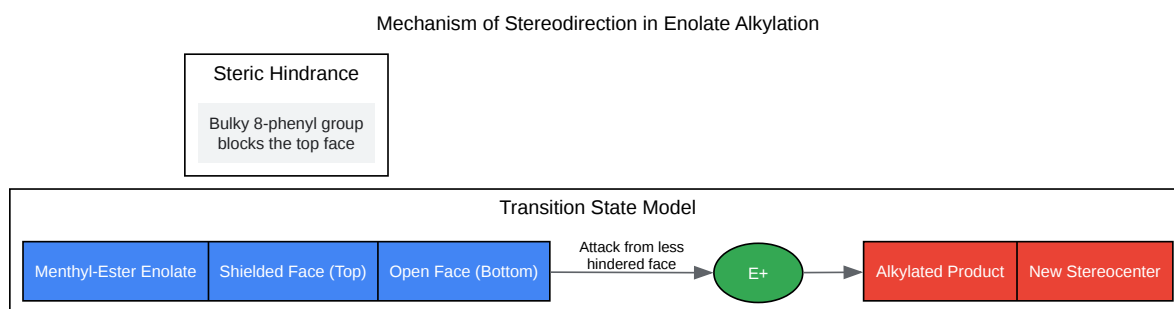 Mechanism of Stereodirection in Enolate Alkylation
Steric Hindrance
Bulky 8-phenyl group
blocks the top face
Transition State Model
Menthyl-Ester Enolate
Shielded Face (Top)
Open Face (Bottom)
Attack from less
hindered face
E+
Alkylated Product
New Stereocenter